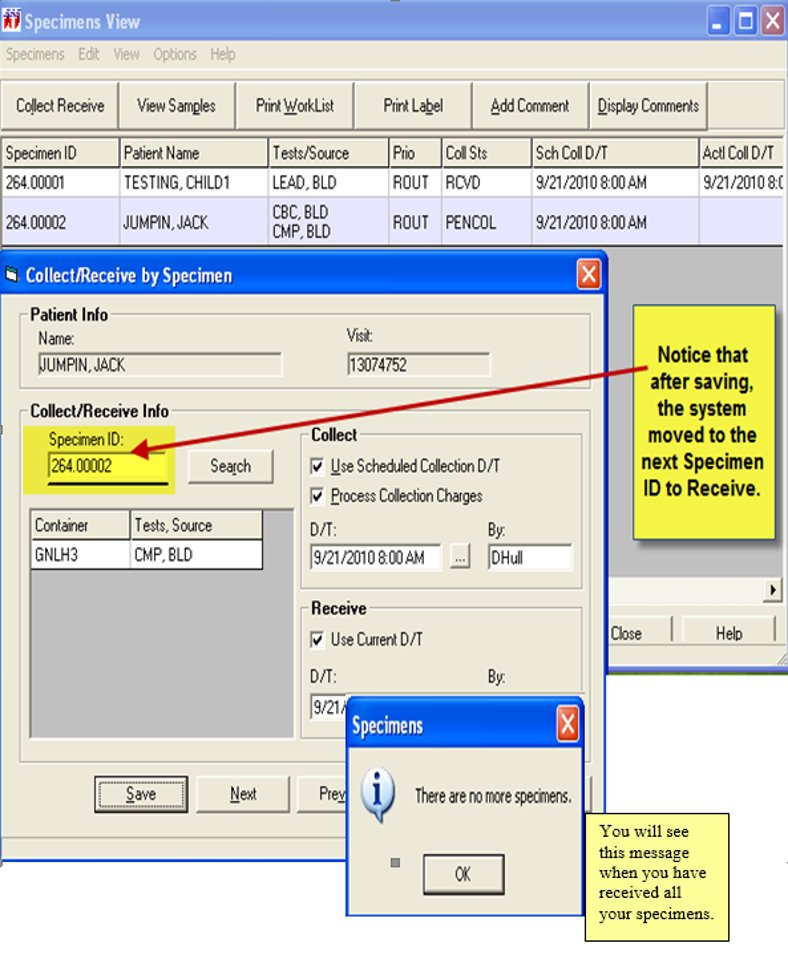 Specimens View
Specimens Edit View Options Help
Collect Receive View Samples Print WorkList Print Label Add Comment Display Comments
Specimen ID Patient Name Tests/Source Prio Coll Sts Sch Coll D/T Actl Coll D/T
264.00001 TESTING, CHILD1 LEAD, BLD ROUT RCVD 9/21/2010 8:00 AM 9/21/2010 8:0
264.00002 JUMPIN, JACK CBC, BLD ROUT PENCOL 9/21/2010 8:00 AM
CMP, BLD
Collect/Receive by Specimen
Patient Info
Name: Visit:
JUMPIN, JACK 13074752
Collect/Receive Info
Specimen ID:
264.00002 Search
Container Tests, Source
GNLH3 CMP, BLD
Collect
Use Scheduled Collection D/T
Process Collection Charges
D/T: By:
9/21/2010 8:00 AM ... DHull
Receive
Use Current D/T
D/T: By:
9/21/
Save Next Prev
Notice that
after saving,
the system
moved to the
next Specimen
ID to Receive.
Close Help
Specimens
There are no more specimens.
OK
You will see
this message
when you have
received all
your specimens.